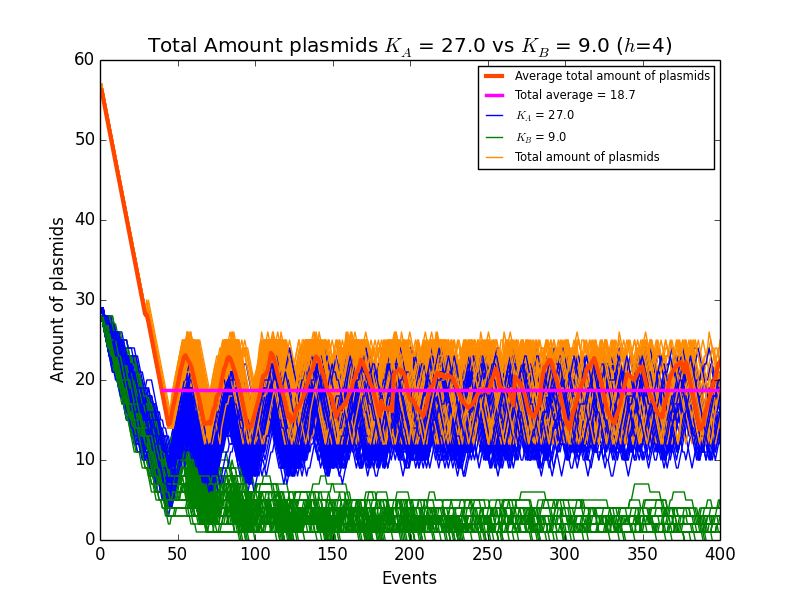 Total Amount plasmids K_A = 27.0 vs K_B = 9.0 (h=4)
Average total amount of plasmids
Total average = 18.7
K_A = 27.0
K_B = 9.0
Total amount of plasmids
60
50
40
30
20
10
0
Amount of plasmids
0 50 100 150 200 250 300 350 400
Events